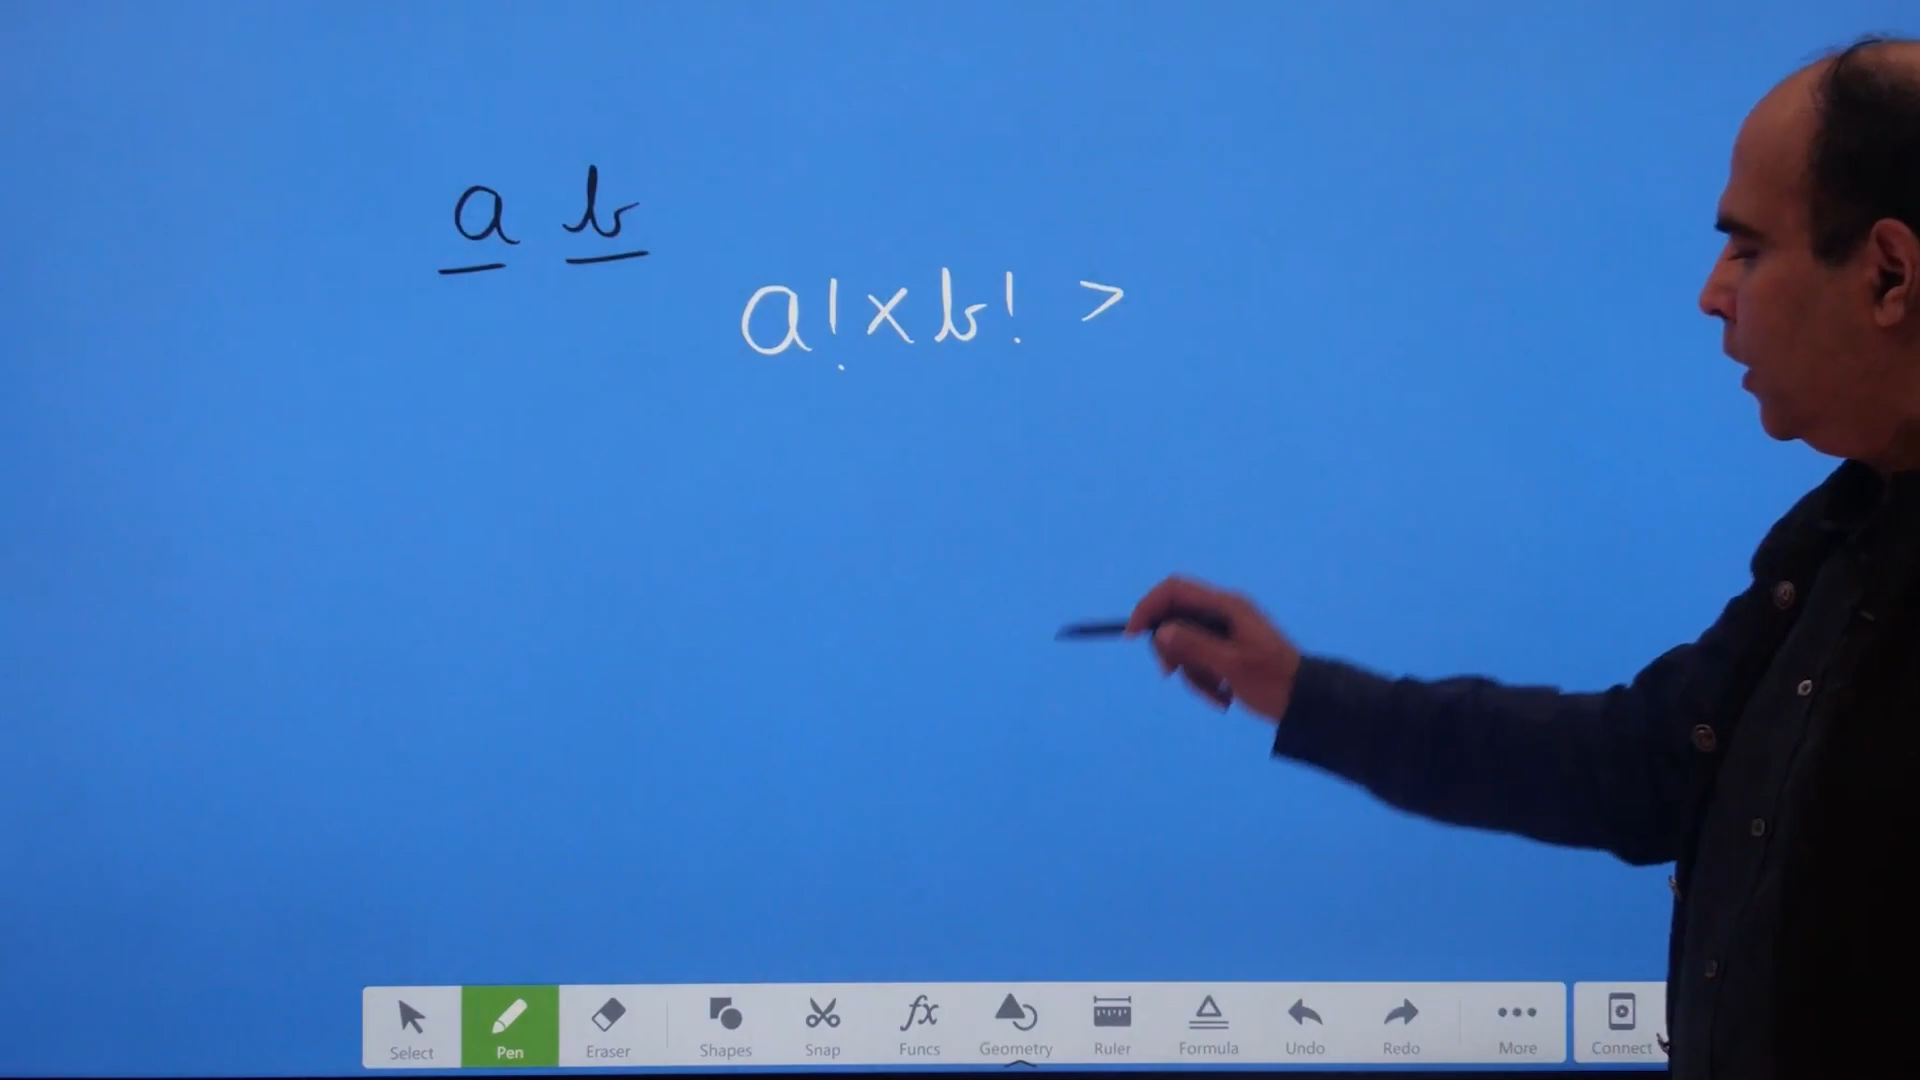 a b
a! × b! >
Select Pen Eraser Shapes Snap Funcs Geometry Ruler Formula Undo Redo More Connect